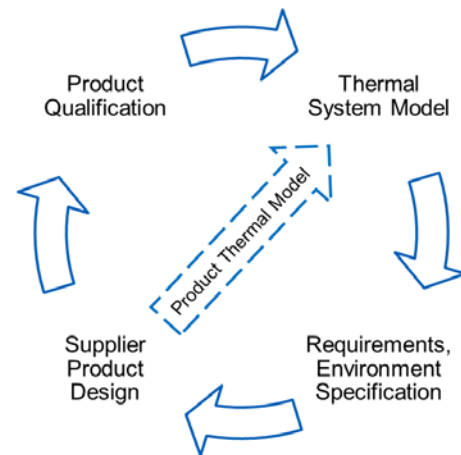 Product
Qualification
Thermal
System Model
Product Thermal Model
Supplier
Product
Design
Requirements,
Environment
Specification